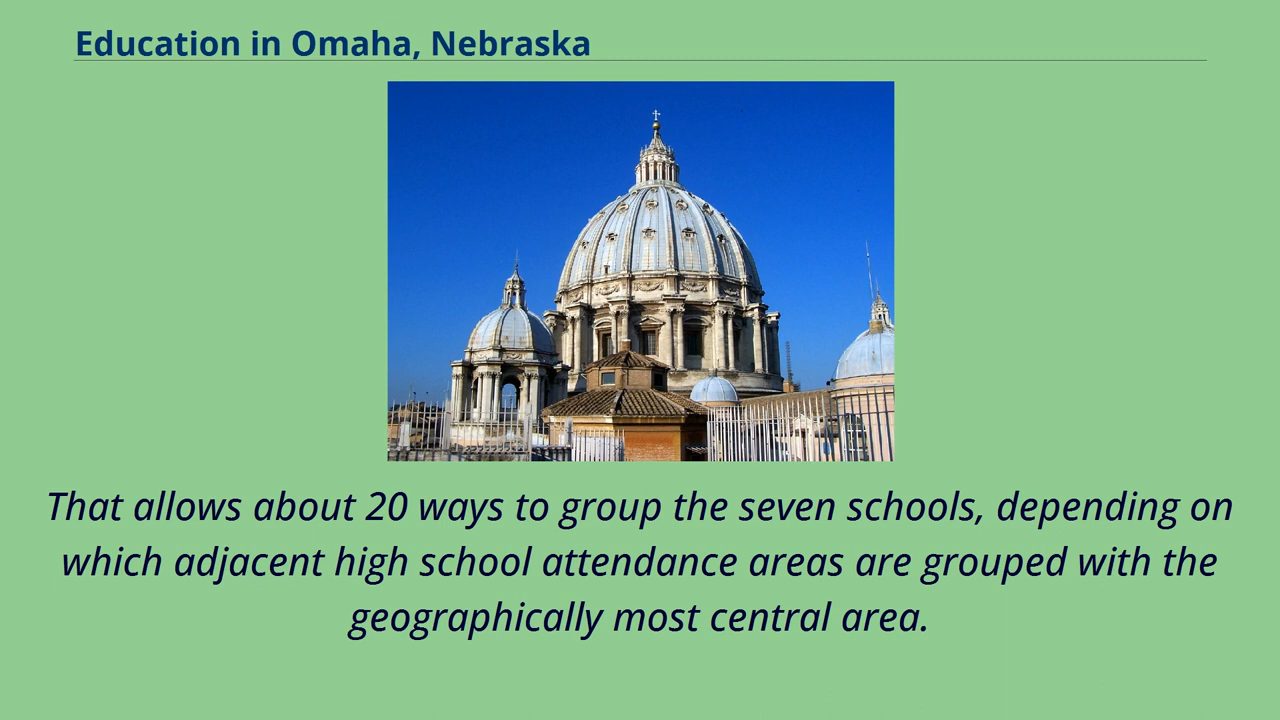 Education in Omaha, Nebraska
That allows about 20 ways to group the seven schools, depending on
which adjacent high school attendance areas are grouped with the
geographically most central area.